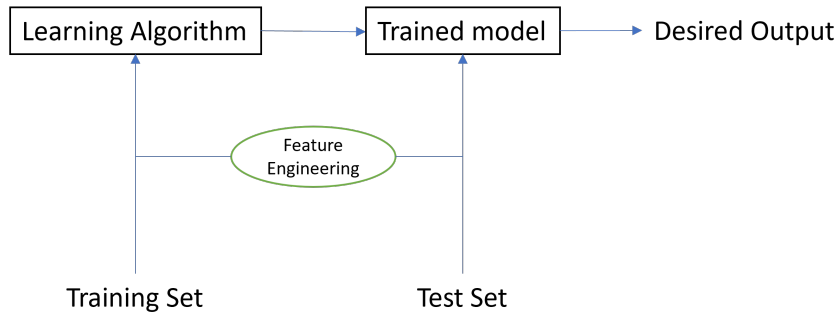 Learning Algorithm
Trained model
Desired Output
Feature
Engineering
Training Set
Test Set